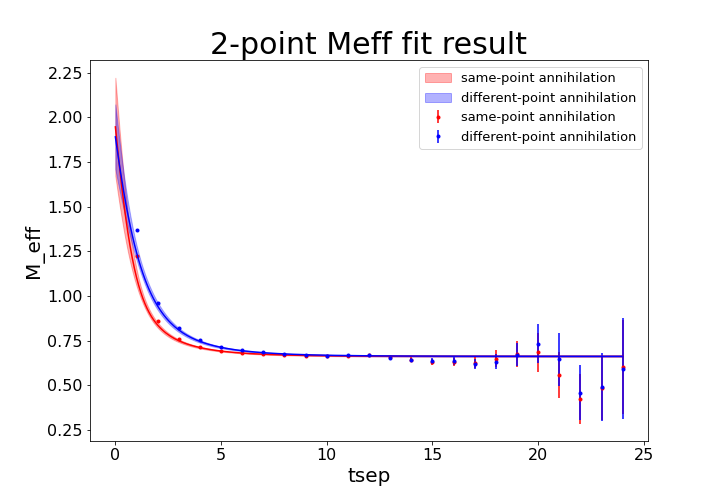 2-point Meff fit result
same-point annihilation
different-point annihilation
same-point annihilation
different-point annihilation
M_eff
2.25
2.00
1.75
1.50
1.25
1.00
0.75
0.50
0.25
0 5 10 15 20 25
tsep